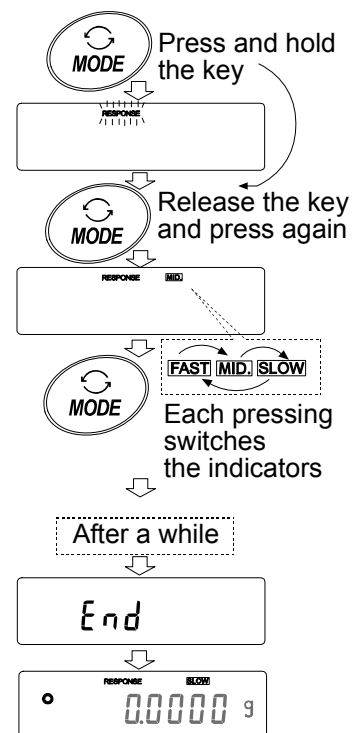 MODE
Press and hold
the key
RESPONSE
MODE
Release the key
and press again
RESPONSE MID.
FAST MID. SLOW
MODE
Each pressing
switches
the indicators
After a while
End
RESPONSE SLOW
0.0000 g